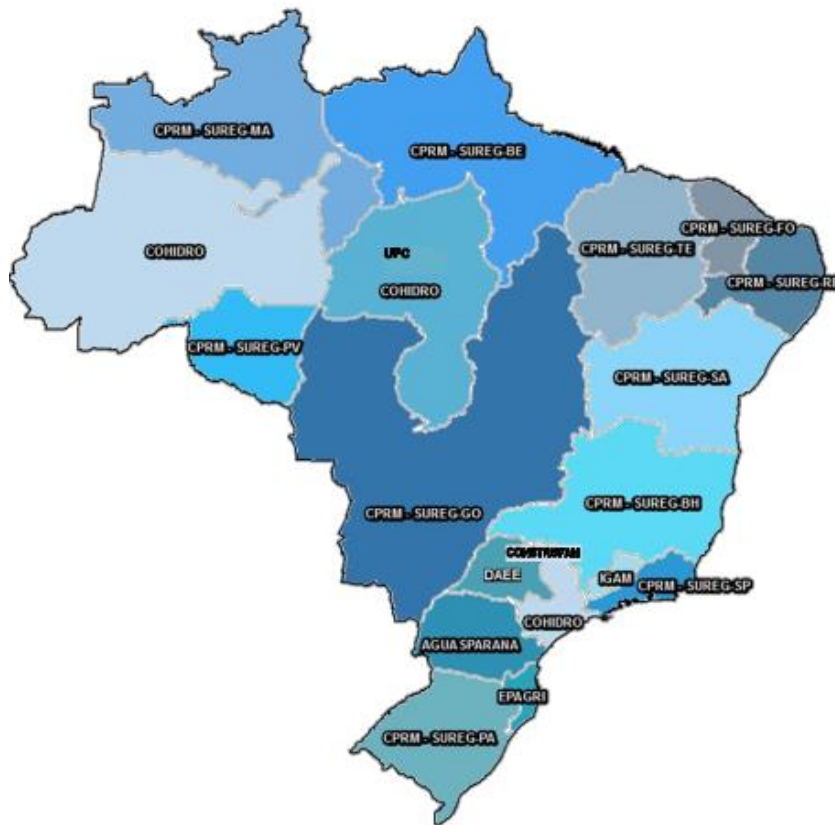 CPRM - SUREG-MA
CPRM - SUREG-BE
CPRM - SUREG-FO
COHIDRO
UPC
CPRM - SUREG-TE
CPRM - SUREG-RE
COHIDRO
CPRM - SUREG-PV
CPRM - SUREG-SA
CPRM - SUREG-BH
CPRM - SUREG-GO
CONSTRUFAM
DAEE
IGAM
CPRM - SUREG-SP
COHIDRO
AGUASPARANA
EPAGRI
CPRM - SUREG-PA